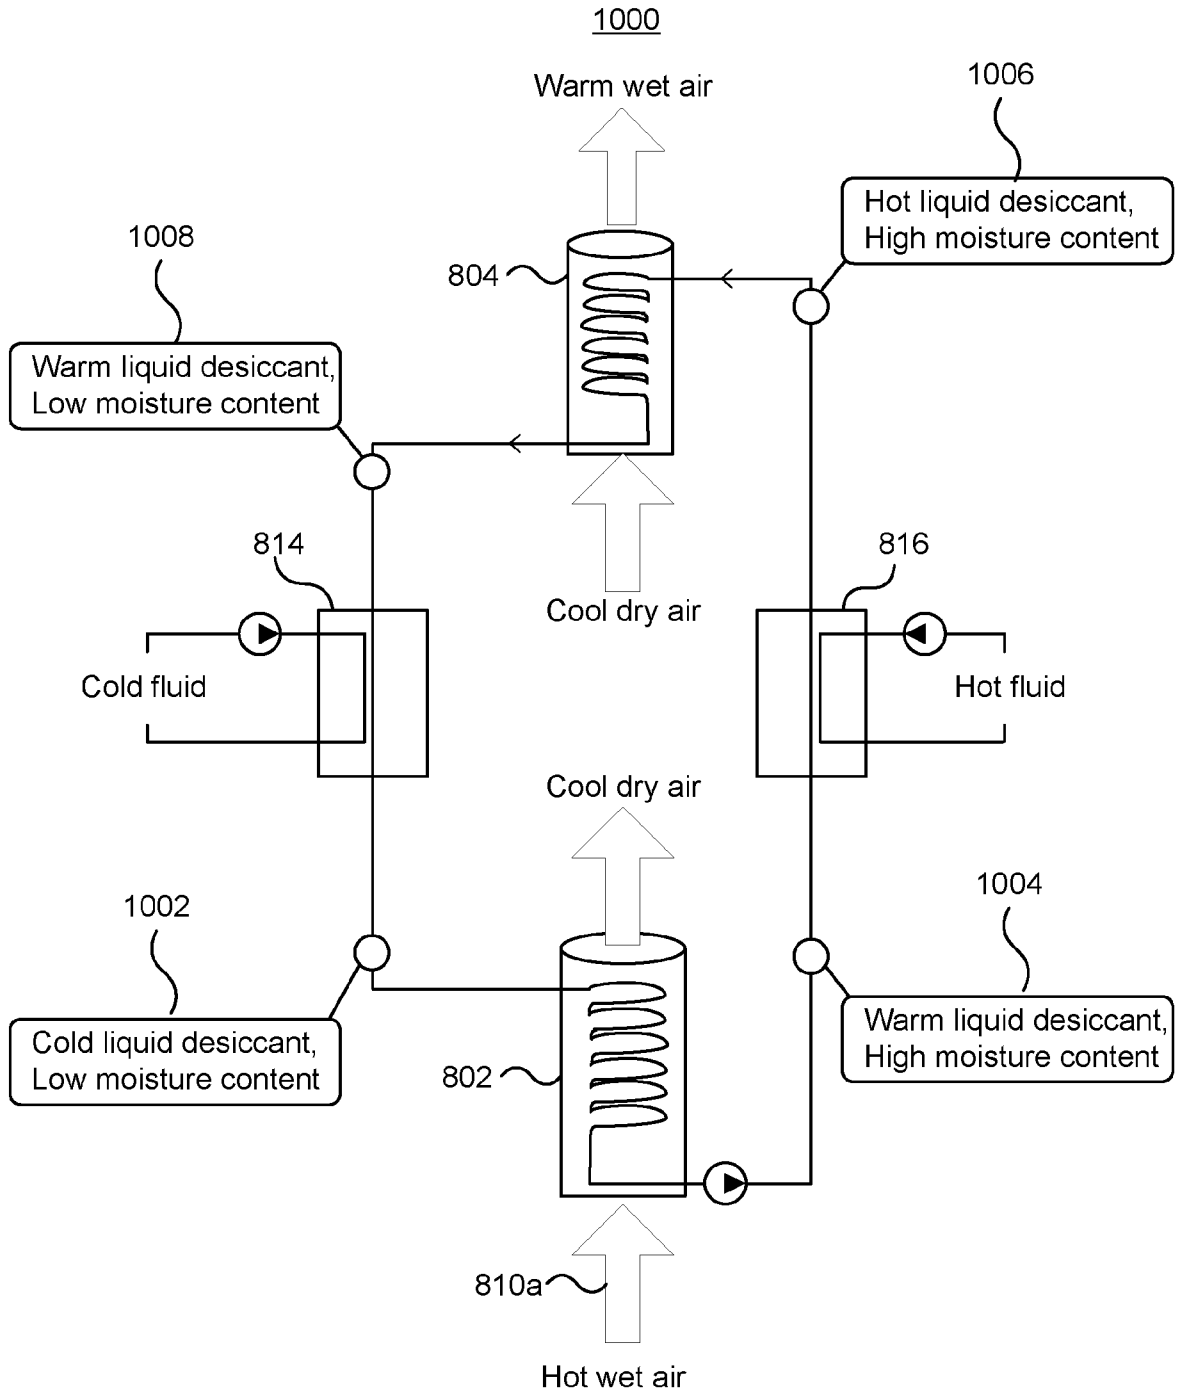 1000
Warm wet air
1006
Hot liquid desiccant,
High moisture content
1008
804
Warm liquid desiccant,
Low moisture content
814
816
Cool dry air
Cold fluid
Hot fluid
Cool dry air
1002
1004
Cold liquid desiccant,
Low moisture content
Warm liquid desiccant,
High moisture content
802
810a
Hot wet air